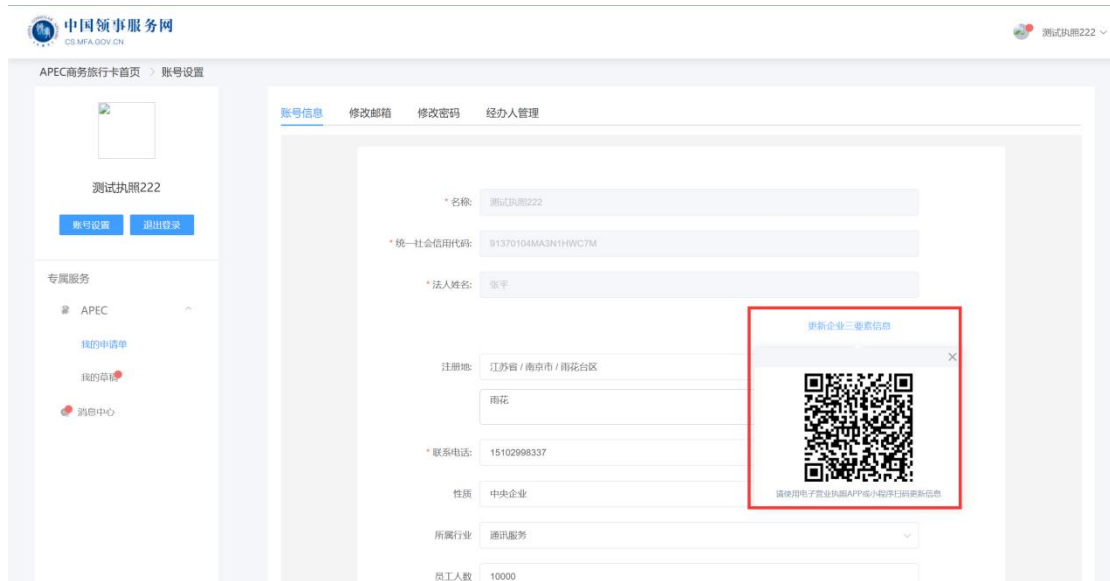 中国领事服务网
CS.MFA.GOV.CN
测试执照222
APEC商务旅行卡首页 > 账号设置
测试执照222
账号设置 退出登录
专属服务
APEC
我的申请单
我的草稿
消息中心
账号信息 修改邮箱 修改密码 经办人管理
* 名称: 测试执照222
* 统一社会信用代码: 91370104MA3N1HWC7M
* 法人姓名: 张平
更新企业三要素信息
注册地: 江苏省 / 南京市 / 雨花台区
雨花
请使用电子营业执照APP或小程序扫码更新信息
* 联系电话: 15102998337
性质 中央企业
所属行业 通讯服务
员工人数 10000